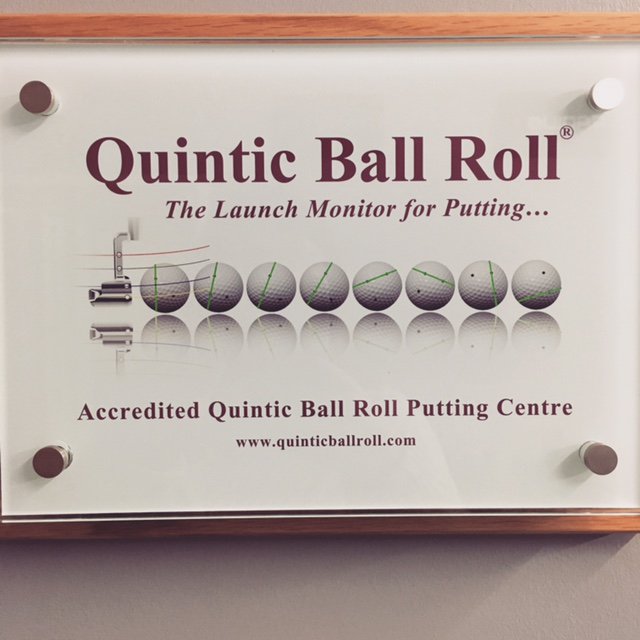 Quintic Ball Roll®
The Launch Monitor for Putting...
Accredited Quintic Ball Roll Putting Centre
www.quinticballroll.com